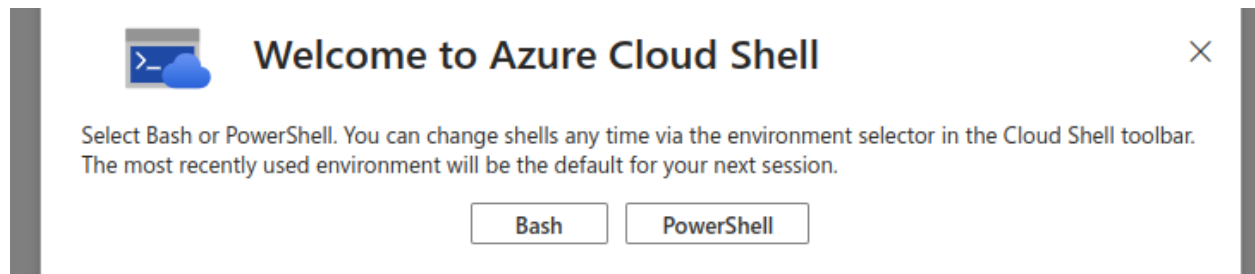 Welcome to Azure Cloud Shell
Select Bash or PowerShell. You can change shells any time via the environment selector in the Cloud Shell toolbar.
The most recently used environment will be the default for your next session.
Bash PowerShell